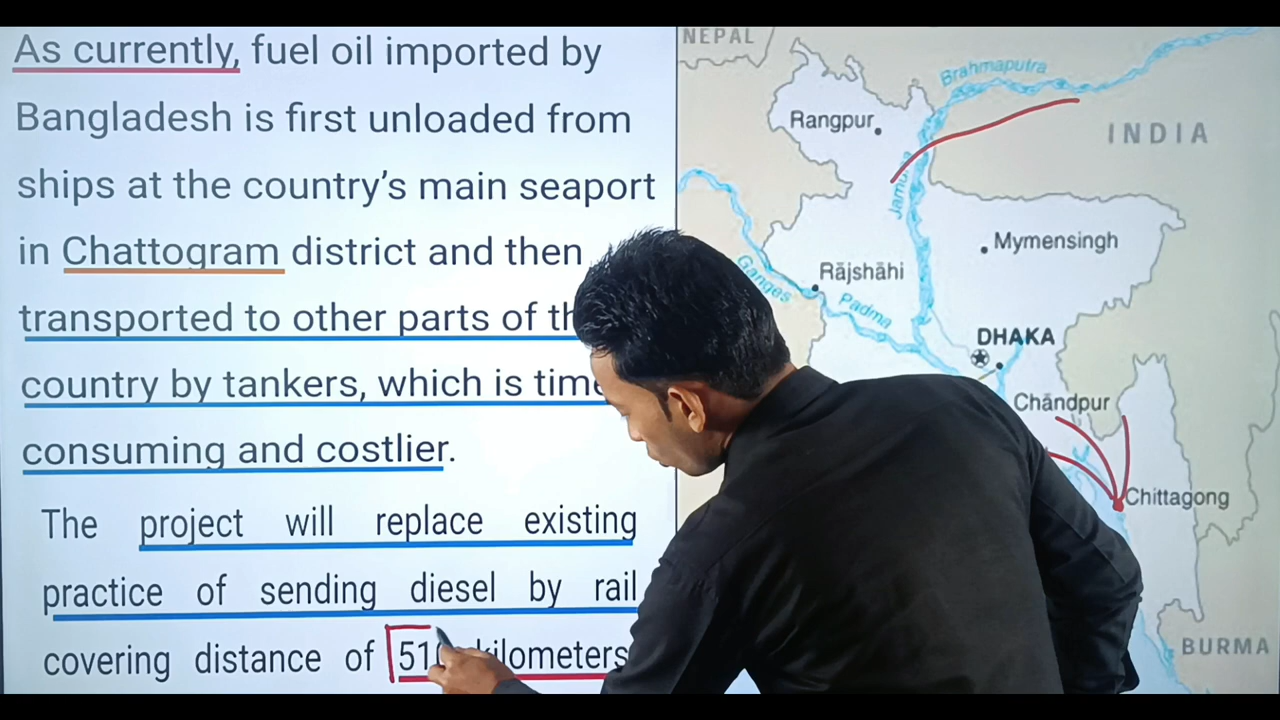 As currently, fuel oil imported by
Bangladesh is first unloaded from
ships at the country's main seaport
in Chattogram district and then
transported to other parts of
country by tankers, which is
consuming and costlier.
The project will replace existing
practice of sending diesel by rail
covering distance of kilometers
NEPAL
Brahmaputra
Rangpur
INDIA
Mymensingh
Ganges
Rājshāhi
Padma
DHAKA
Chāndpur
Chittagong
BURMA